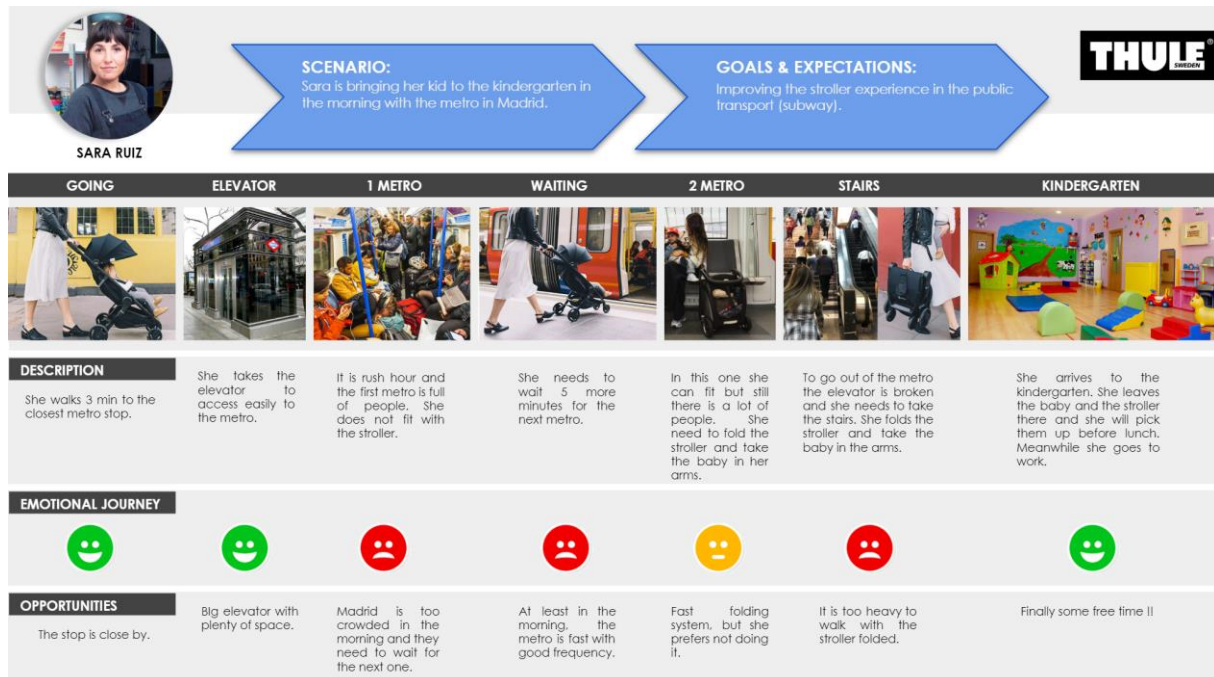 SCENARIO:
Sara is bringing her kid to the kindergarten in
the morning with the metro in Madrid.
GOALS & EXPECTATIONS:
Improving the stroller experience in the public
transport (subway).
THULE®
SWEDEN
SARA RUIZ
GOING
ELEVATOR
1 METRO
WAITING
2 METRO
STAIRS
KINDERGARTEN
DESCRIPTION
She walks 3 min to the
closest metro stop.
She takes the
elevator to
access easily to
the metro.
It is rush hour and
the first metro is full
of people. She
does not fit with
the stroller.
She needs to
wait 5 more
minutes for the
next metro.
In this one she
can fit but still
there is a lot of
people. She
need to fold the
stroller and take
the baby in her
arms.
To go out of the metro
the elevator is broken
and she needs to take
the stairs. She folds the
stroller and take the
baby in the arms.
She arrives to the
kindergarten. She leaves
the baby and the stroller
there and she will pick
them up before lunch.
Meanwhile she goes to
work.
EMOTIONAL JOURNEY
OPPORTUNITIES
The stop is close by.
BIg elevator with
plenty of space.
Madrid is too
crowded in the
morning and they
need to wait for
the next one.
At least in the
morning, the
metro is fast with
good frequency.
Fast folding
system, but she
prefers not doing
it.
It is too heavy to
walk with the
stroller folded.
Finally some free time !!